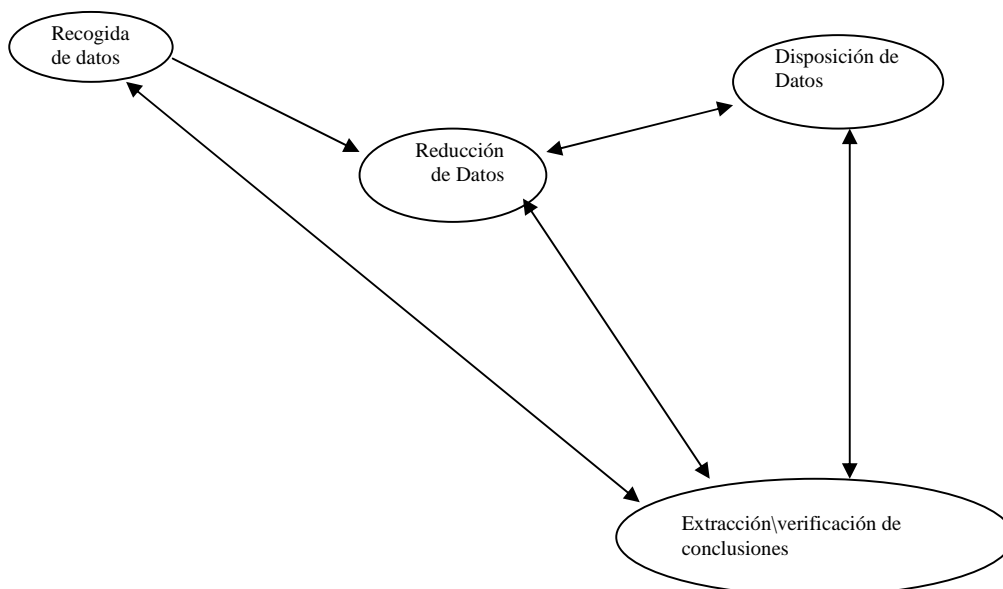 Recogida
de datos
Disposición de
Datos
Reducción
de Datos
Extracción\verificación de
conclusiones